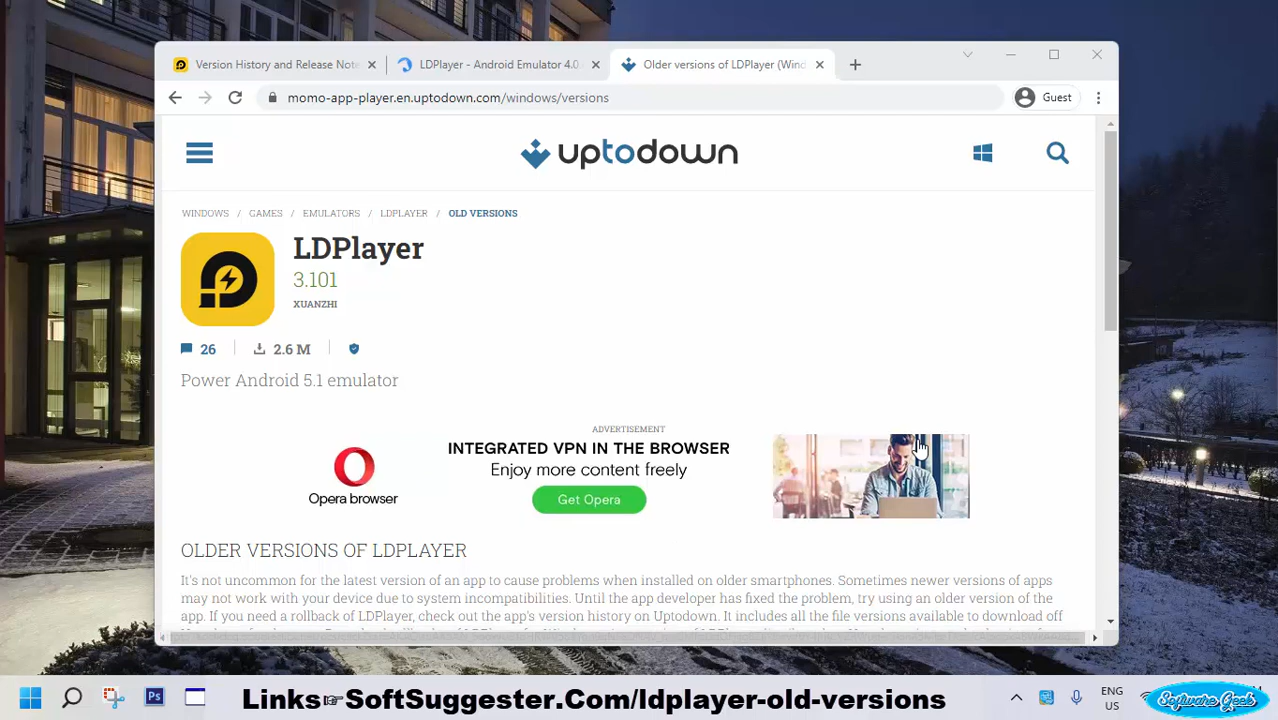 Version History and Release Note
LDPlayer - Android Emulator 4.0
Older versions of LDPlayer (Wind
momo-app-player.en.uptodown.com/windows/versions
Guest
uptodown
WINDOWS / GAMES / EMULATORS / LDPLAYER / OLD VERSIONS
LDPlayer
3.101
XUANZHI
26
2.6 M
Power Android 5.1 emulator
ADVERTISEMENT
INTEGRATED VPN IN THE BROWSER
Enjoy more content freely
Get Opera
Opera browser
OLDER VERSIONS OF LDPLAYER
It's not uncommon for the latest version of an app to cause problems when installed on older smartphones. Sometimes newer versions of apps
may not work with your device due to system incompatibilities. Until the app developer has fixed the problem, try using an older version of the
app. If you need a rollback of LDPlayer, check out the app's version history on Uptodown. It includes all the file versions available to download off
Ps
Links☞SoftSuggester.Com/ldplayer-old-versions
ENG
US
Software Geek